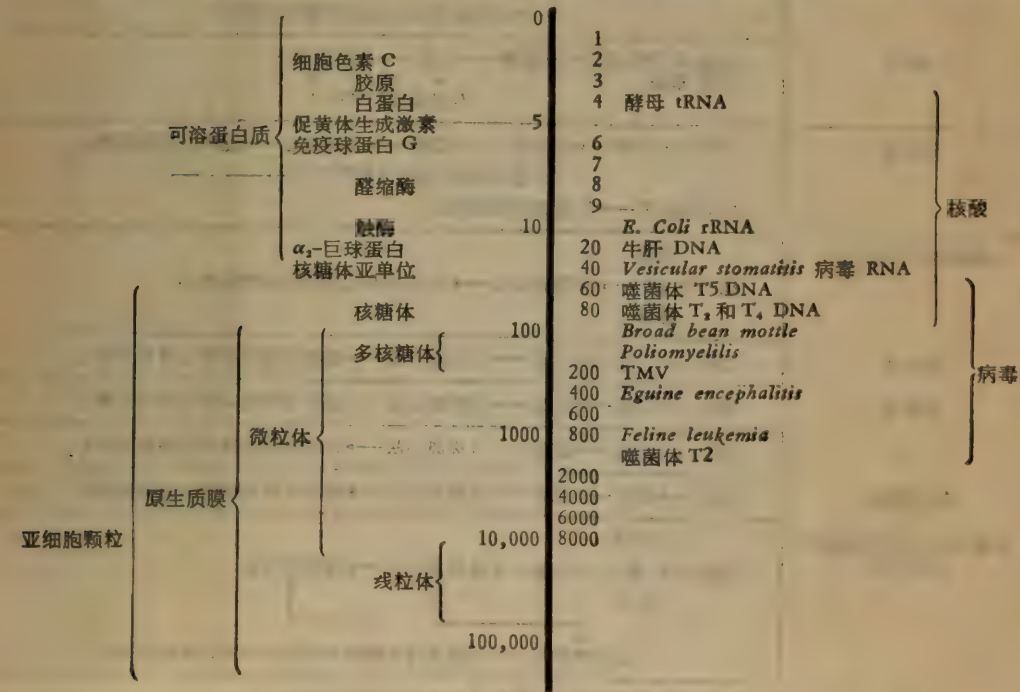 0
1
细胞色素 C 2
胶原 3
白蛋白 4 酵母 tRNA
促黄体生成激素 5
可溶蛋白质 免疫球蛋白 G 6
7
醛缩酶 8
9 核酸
10 E. Coli rRNA
α₂-巨球蛋白 20 牛肝 DNA
核糖体亚单位 40 Vesicular stomatitis 病毒 RNA
60 噬菌体 T5 DNA
核糖体 80 噬菌体 T₂ 和 T₄ DNA
100 Broad bean mottle
多核糖体 Poliomyelilis
200 TMV 病毒
400 Eguine encephalitis
600
微粒体 1000 800 Feline leukemia
噬菌体 T2
2000
原生质膜 4000
6000
亚细胞颗粒 10,000 8000
线粒体
100,000